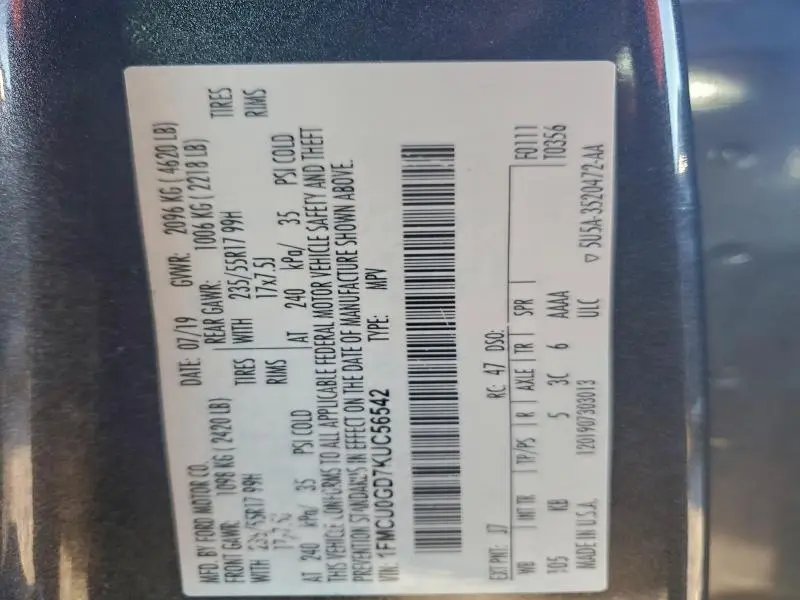 MFD. BY FORD MOTOR CO.
DATE: 07/19 GVWR: 2096 KG ( 4620 LB)
FRONT GAWR: 1098 KG ( 2420 LB) REAR GAWR: 1006 KG ( 2218 LB)
WITH 235/55R17 99H TIRES WITH 235/55R17 99H TIRES
RIMS 17x7.5J RIMS
AT 240 kPa/ 35 PSI COLD AT 240 kPa/ 35 PSI COLD
THIS VEHICLE CONFORMS TO ALL APPLICABLE FEDERAL MOTOR VEHICLE SAFETY AND THEFT
PREVENTION STANDARDS IN EFFECT ON THE DATE OF MANUFACTURE SHOWN ABOVE.
VIN: 1FMCU0GD7KUC56542 TYPE: MPV
EXT PNT: J7 RC: 47 DSO: F0111
WB INT TR TP/PS R AXLE TR SPR T0356
105 KB 5 3C 6 AAAA
MADE IN U.S.A. 1201907303013 ULC 5U5A-3520472-AA